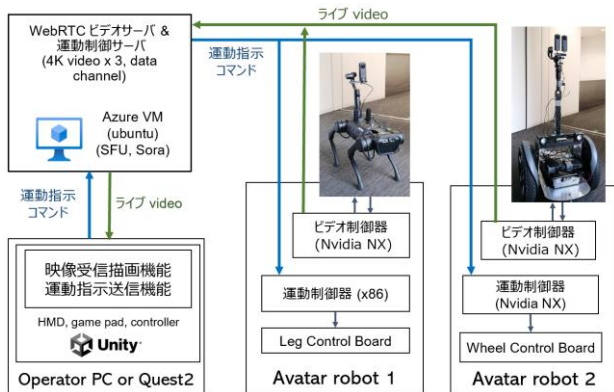 WebRTC ビデオサーバ &
運動制御サーバ
(4K video x 3, data
channel)
Azure VM
(ubuntu)
(SFU, Sora)
ライブ video
運動指示
コマンド
運動指示
コマンド
ライブ video
映像受信描画機能
運動指示送信機能
HMD, game pad, controller
Unity
Operator PC or Quest2
ビデオ制御器
(Nvidia NX)
運動制御器 (x86)
Leg Control Board
Avatar robot 1
ビデオ制御器
(Nvidia NX)
運動制御器
(Nvidia NX)
Wheel Control Board
Avatar robot 2